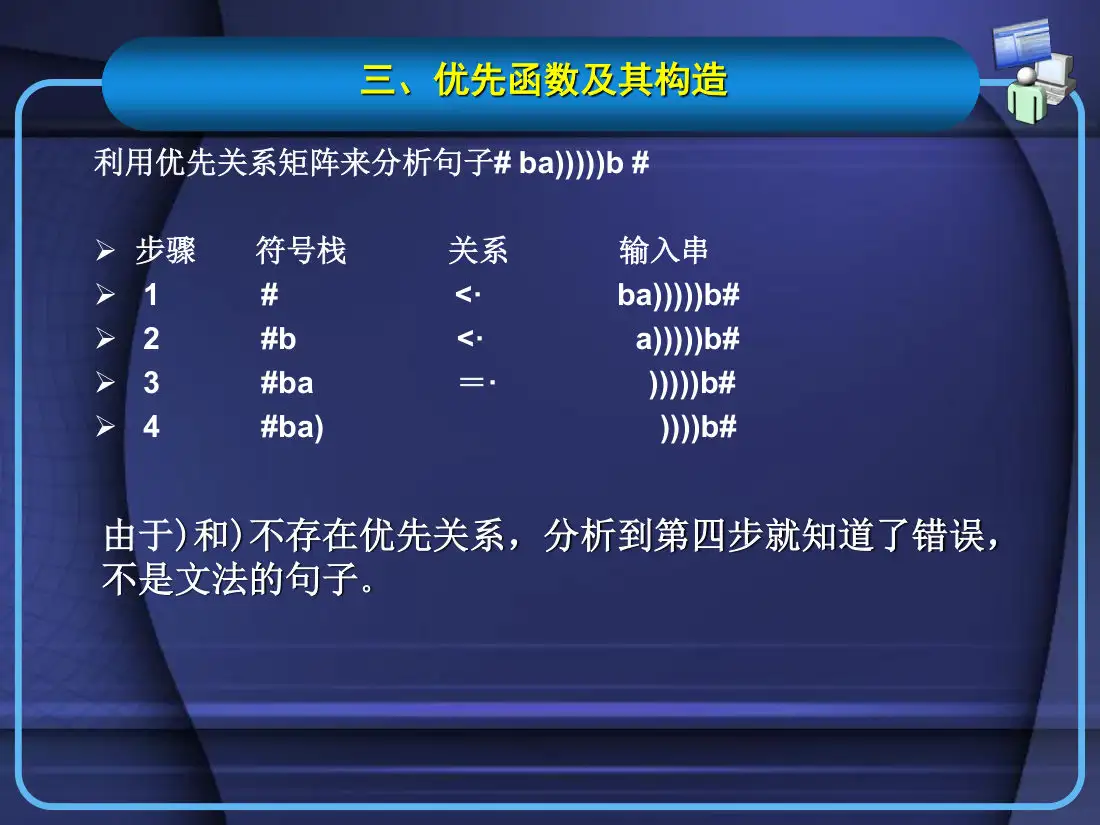 三、优先函数及其构造
利用优先关系矩阵来分析句子# ba)))))b #
➢ 步骤 符号栈 关系 输入串
➢ 1 # <· ba)))))b#
➢ 2 #b <· a)))))b#
➢ 3 #ba ＝· )))))b#
➢ 4 #ba) ))))b#
由于)和)不存在优先关系，分析到第四步就知道了错误，
不是文法的句子。